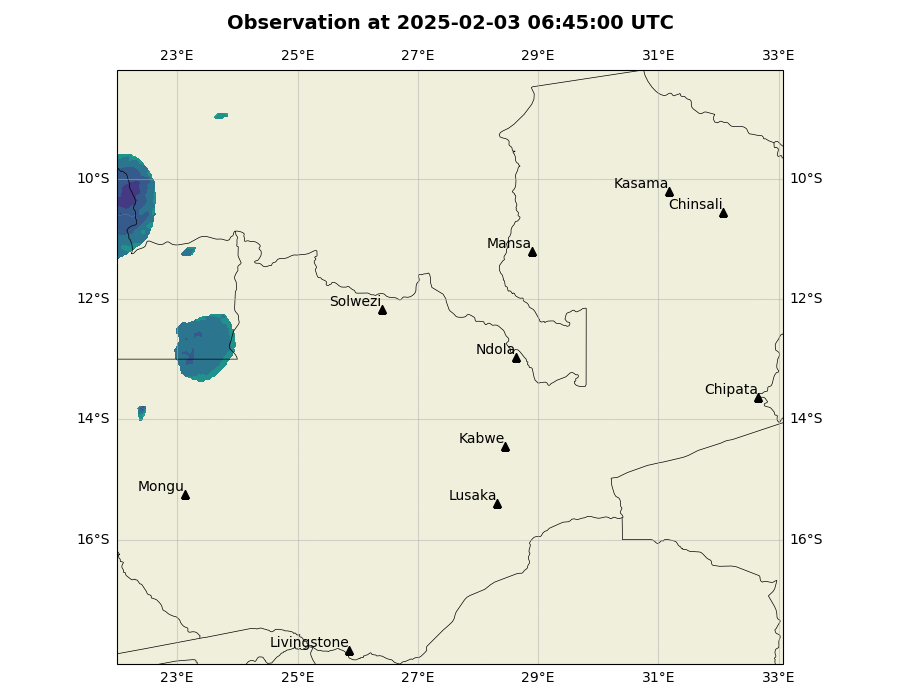 Observation at 2025-02-03 06:45:00 UTC
23°E 25°E 27°E 29°E 31°E 33°E
10°S 10°S
Kasama
Chinsali
Mansa
12°S 12°S
Solwezi
Ndola
Chipata
14°S 14°S
Kabwe
Mongu
Lusaka
16°S 16°S
Livingstone
23°E 25°E 27°E 29°E 31°E 33°E